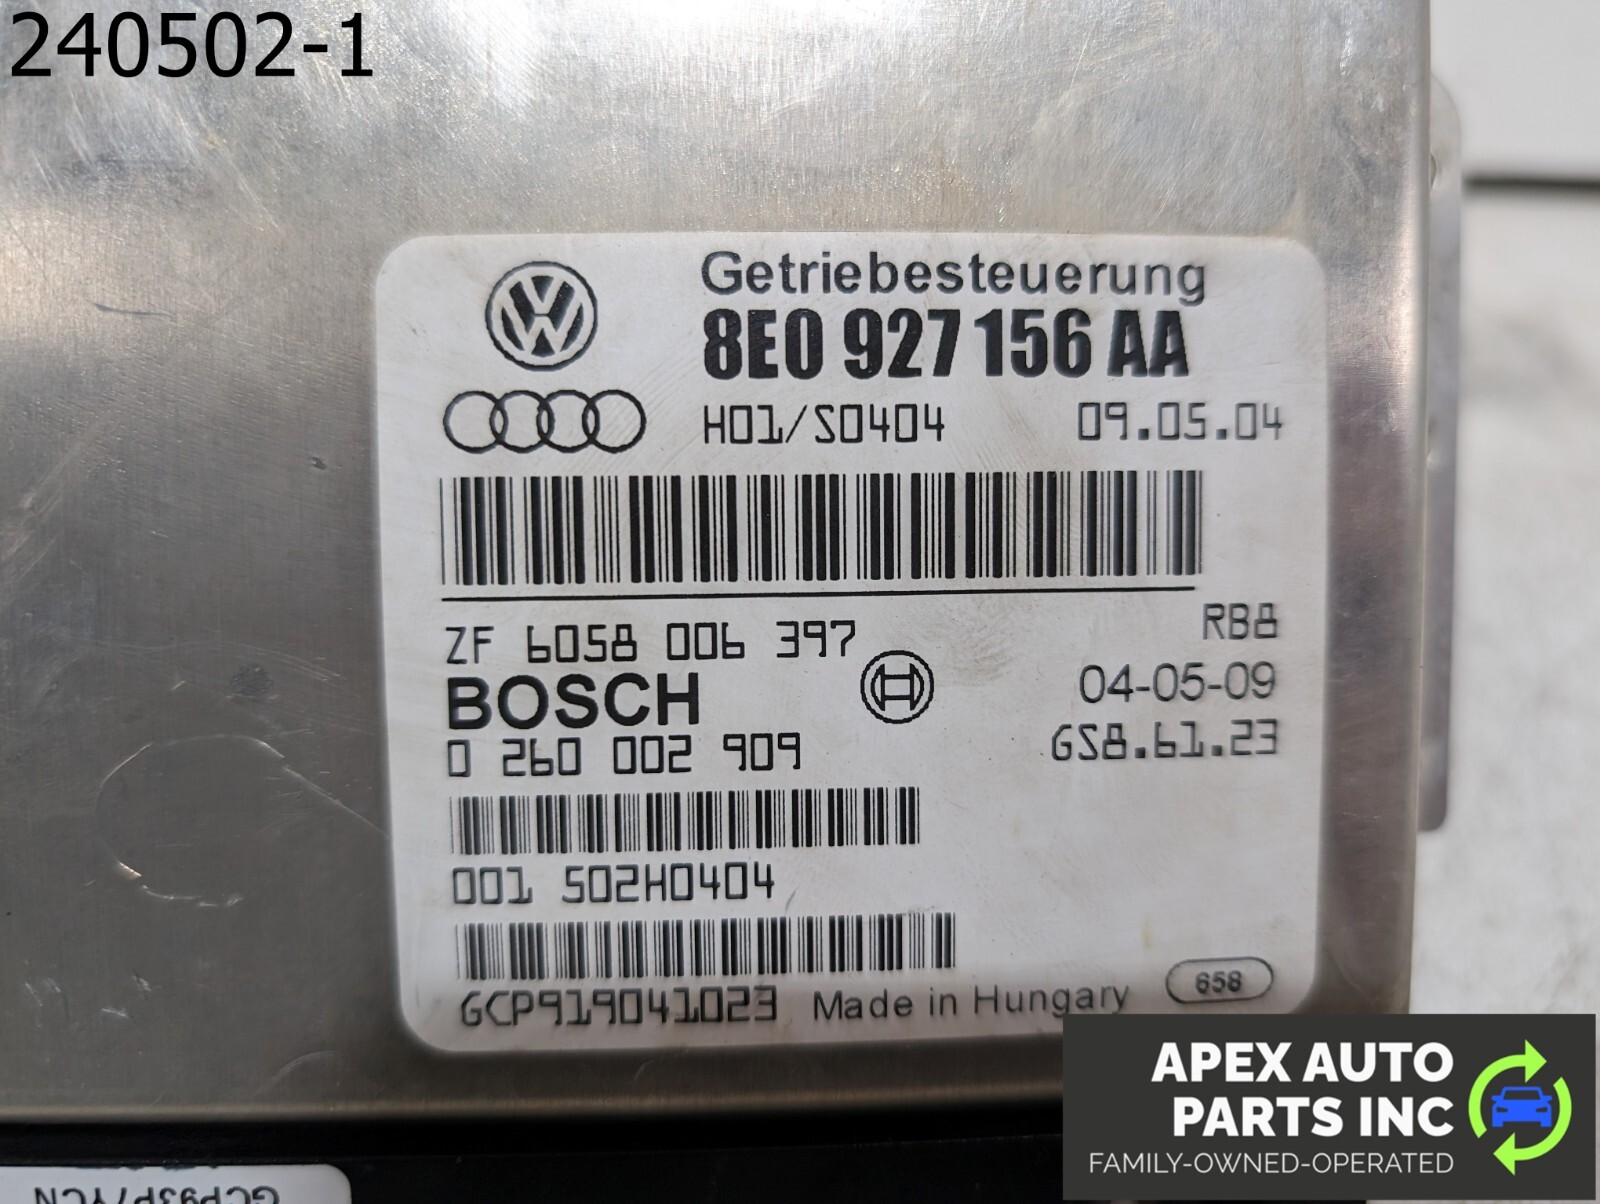 240502-1
Getriebesteuerung
8E0 927 156 AA
H01/S0404 09.05.04
ZF 6058 006 397 RB8
BOSCH 04-05-09
0 260 002 909 GS8.61.23
001 S02H0404
GCP919041023 Made in Hungary 658
APEX AUTO
PARTS INC
FAMILY-OWNED-OPERATED